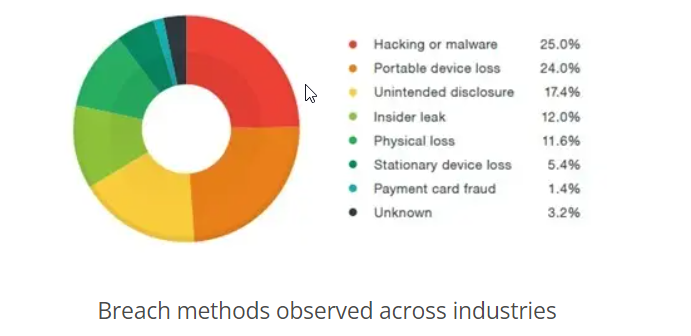 Hacking or malware 25.0%
Portable device loss 24.0%
Unintended disclosure 17.4%
Insider leak 12.0%
Physical loss 11.6%
Stationary device loss 5.4%
Payment card fraud 1.4%
Unknown 3.2%
Breach methods observed across industries